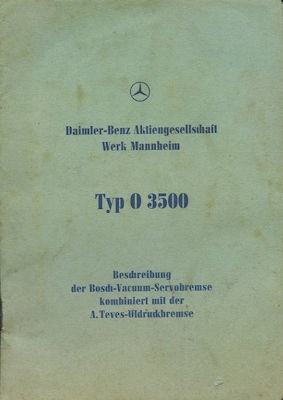 Daimler-Benz Aktiengesellschaft
Werk Mannheim
Typ O 3500
Beschreibung
der Bosch-Vacuum-Servobremse
kombiniert mit der
A. Teves-Öldruckbremse